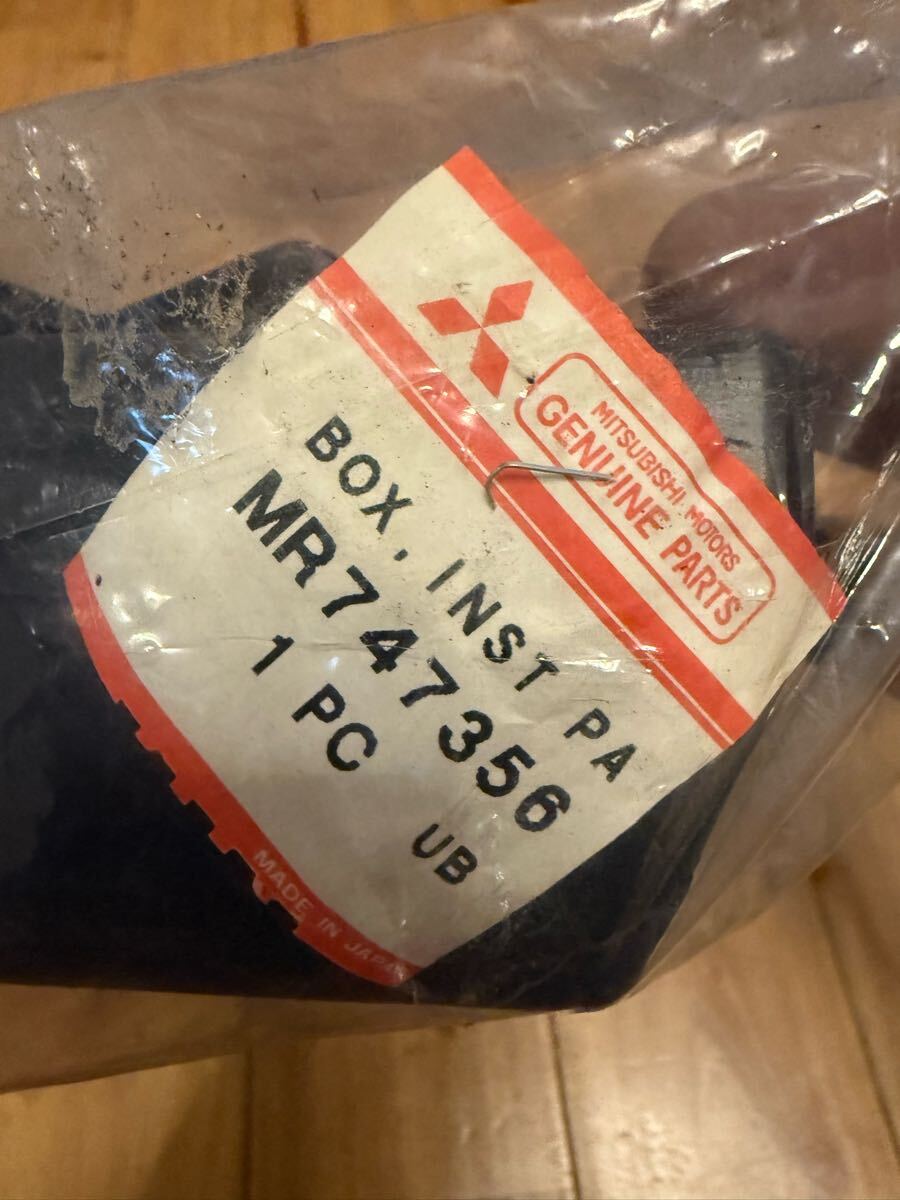 MITSUBISHI MOTORS
GENUINE PARTS
BOX, INST PA
MR747356
1 PC
UB
MADE IN JAPAN